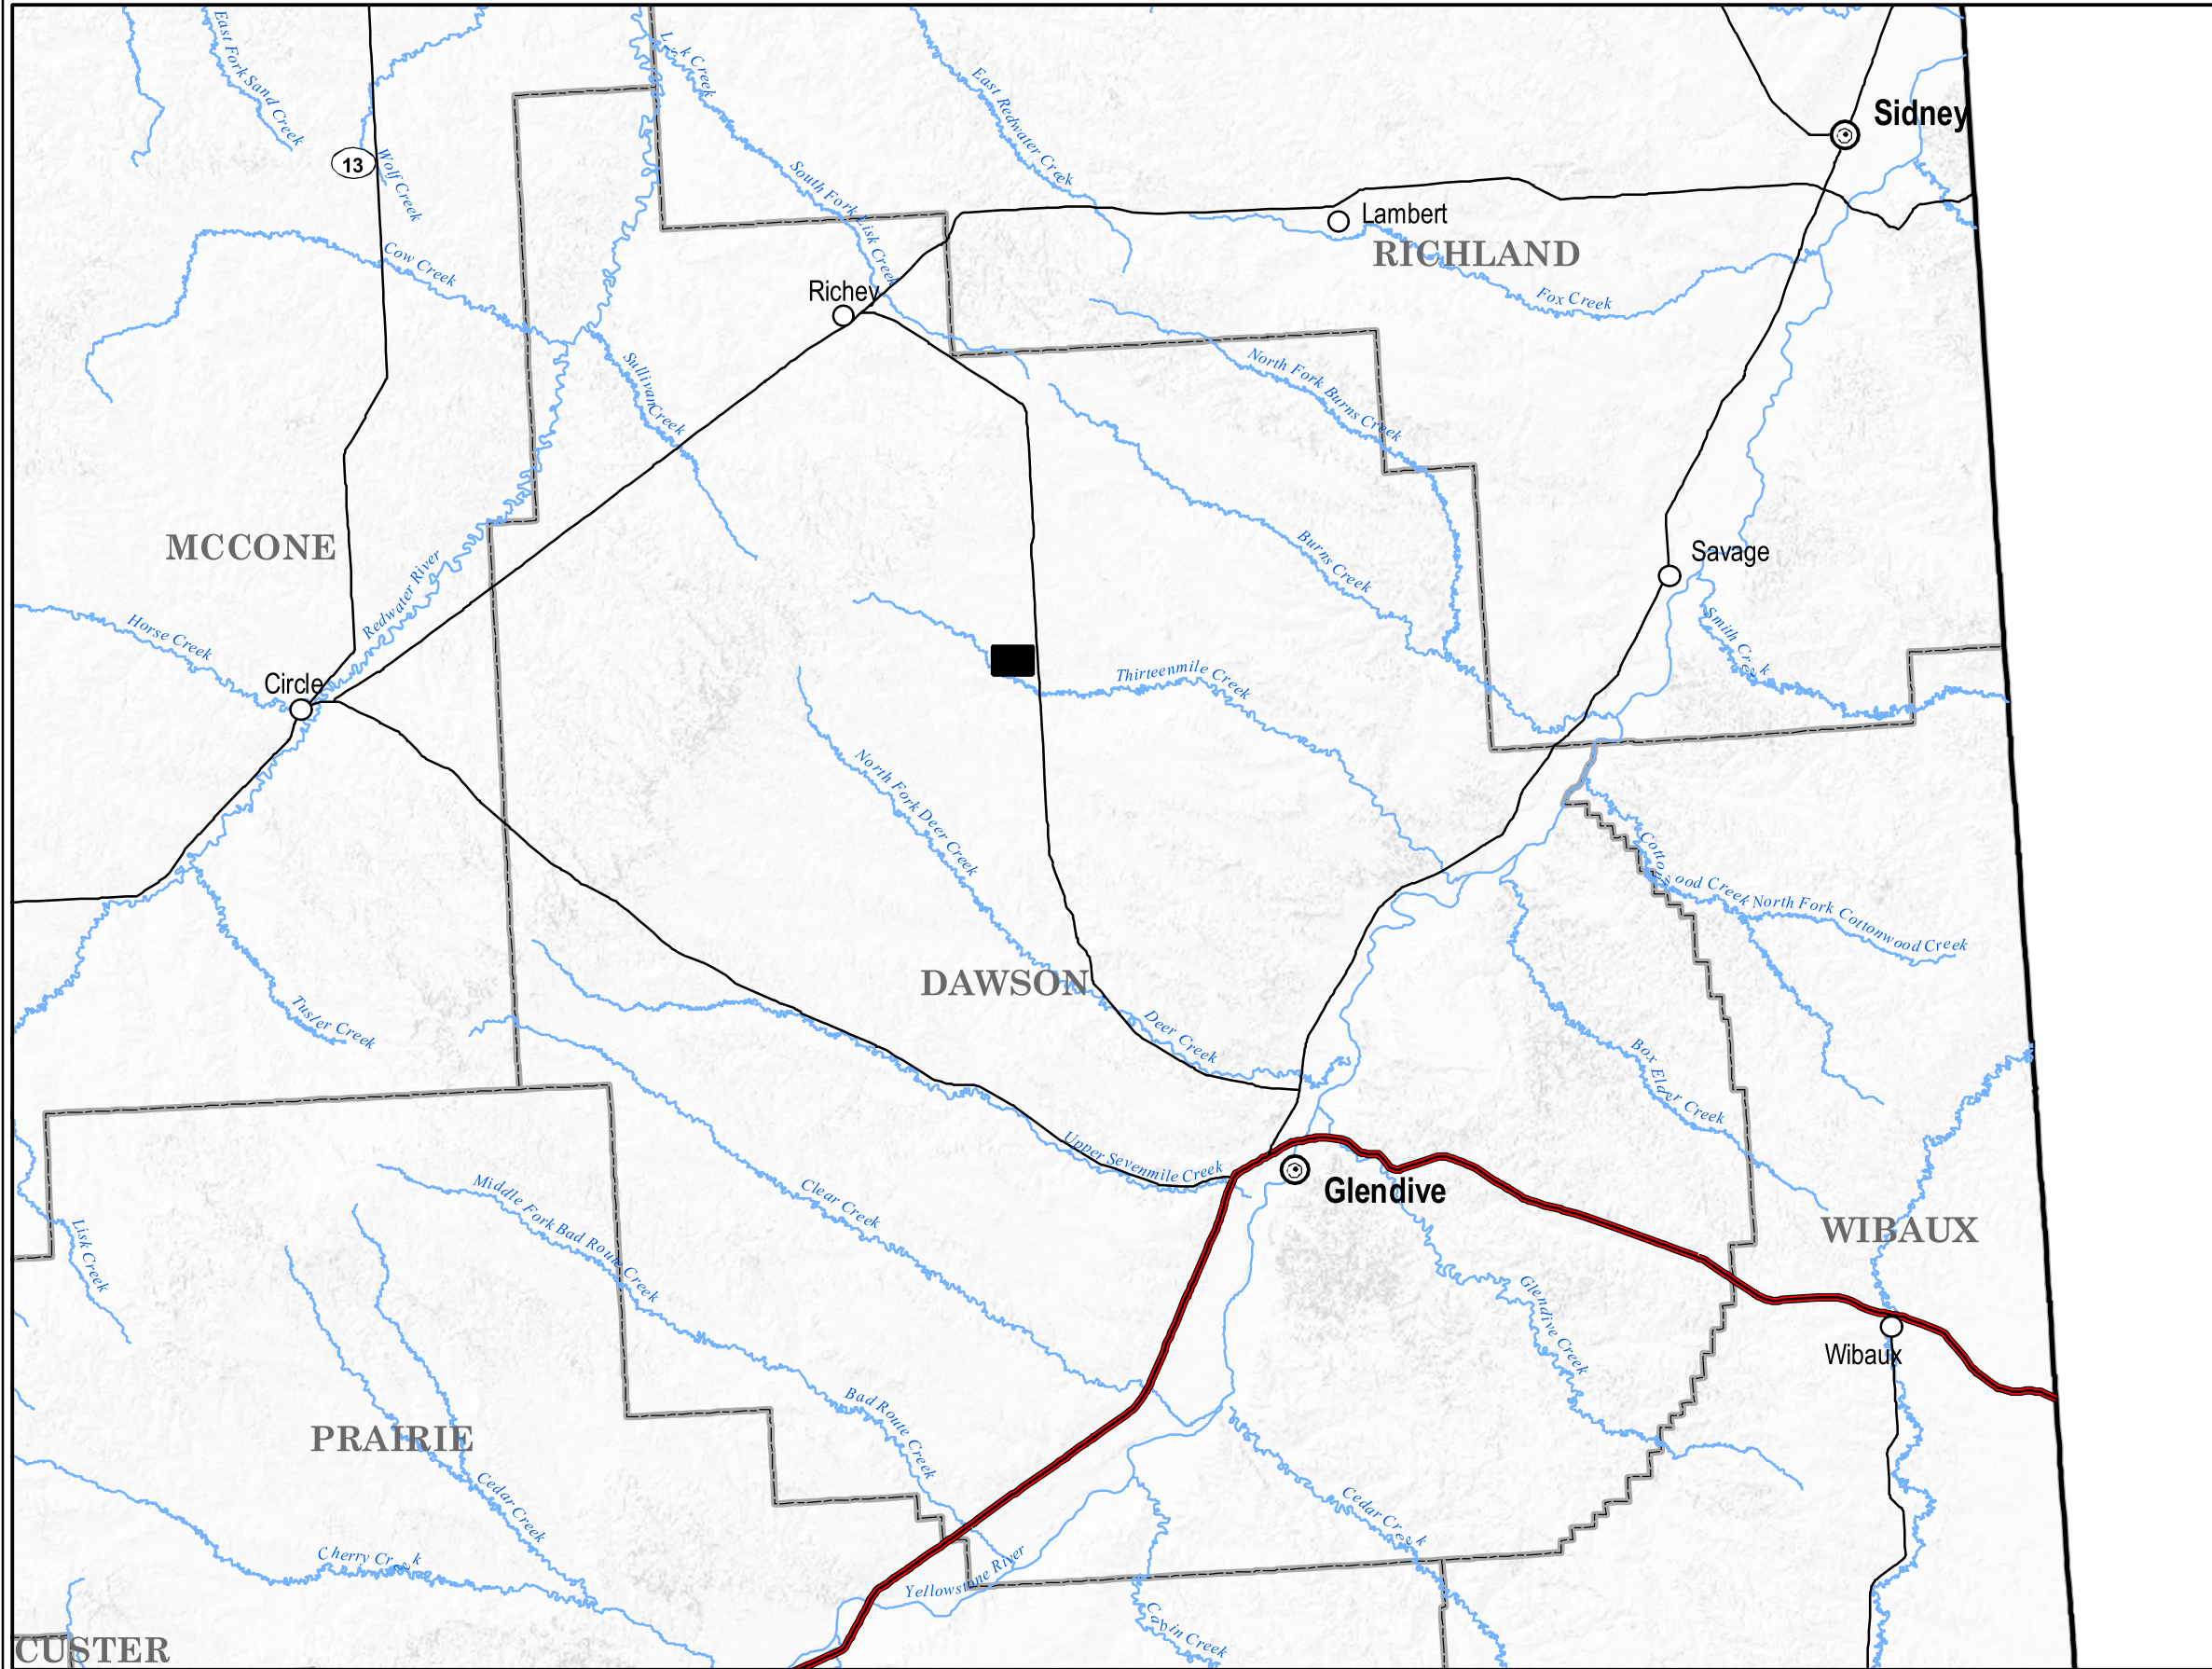 East Fork Sand Creek
Lisk Creek
East Redwater Creek
Sidney
13
Wolf Creek
South Fork Lisk Creek
Lambert
RICHLAND
Cow Creek
Richey
Fox Creek
Sullivan Creek
North Fork Burns Creek
MCCONE
Redwater River
Burns Creek
Savage
Horse Creek
Smith Creek
Circle
Thirteenmile Creek
North Fork Deer Creek
Cottonwood Creek
North Fork Cottonwood Creek
DAWSON
Tusler Creek
Deer Creek
Box Elder Creek
Upper Sevenmile Creek
Glendive
Middle Fork Bad Route Creek
Clear Creek
WIBAUX
Lisk Creek
Glendive Creek
Wibaux
Bad Route Creek
PRAIRIE
Cedar Creek
Cedar Creek
Cherry Creek
Yellowstone River
Cabin Creek
CUSTER